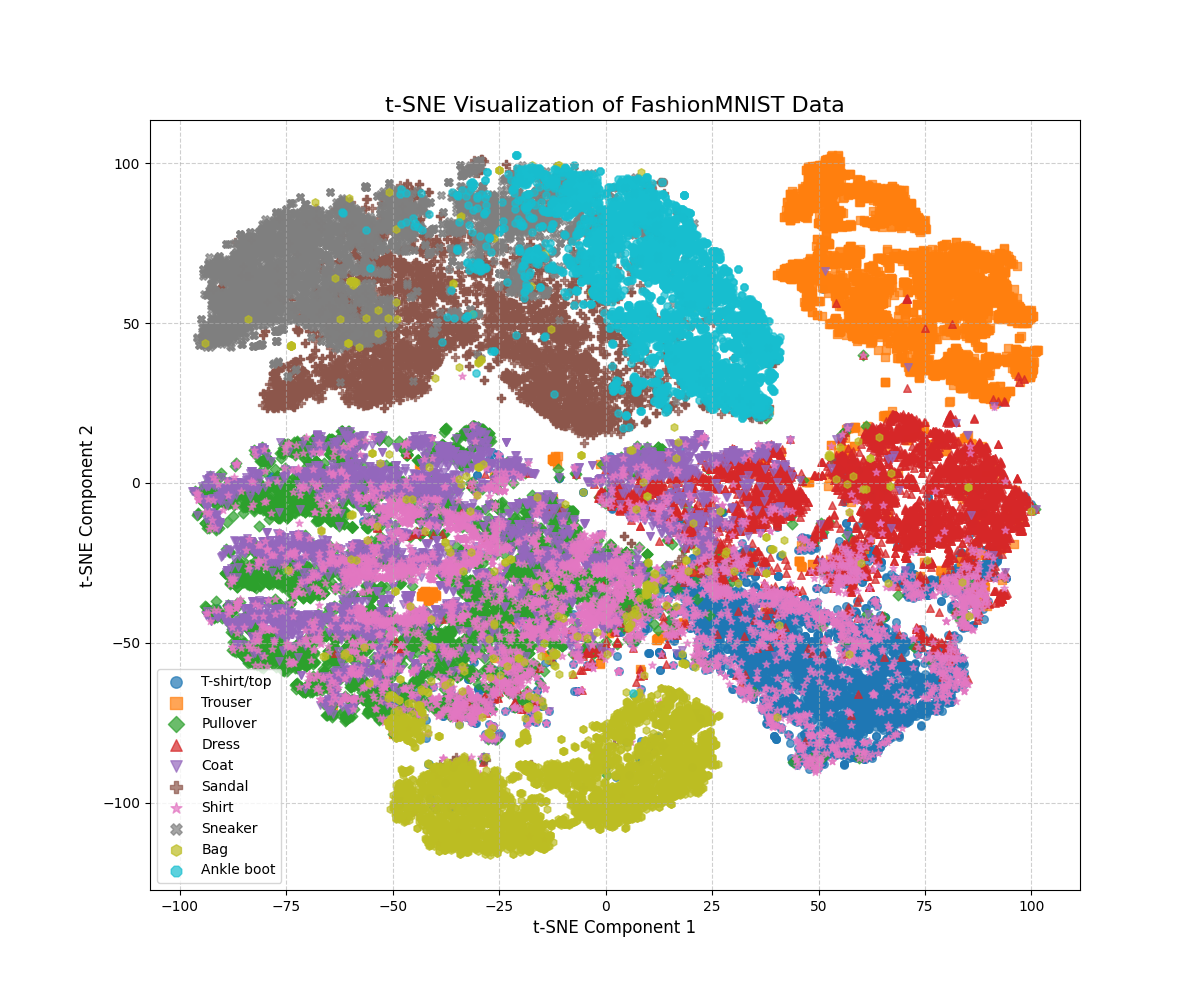 t-SNE Visualization of FashionMNIST Data
100
50
0
−50
−100
t-SNE Component 2
T-shirt/top
Trouser
Pullover
Dress
Coat
Sandal
Shirt
Sneaker
Bag
Ankle boot
−100 −75 −50 −25 0 25 50 75 100
t-SNE Component 1